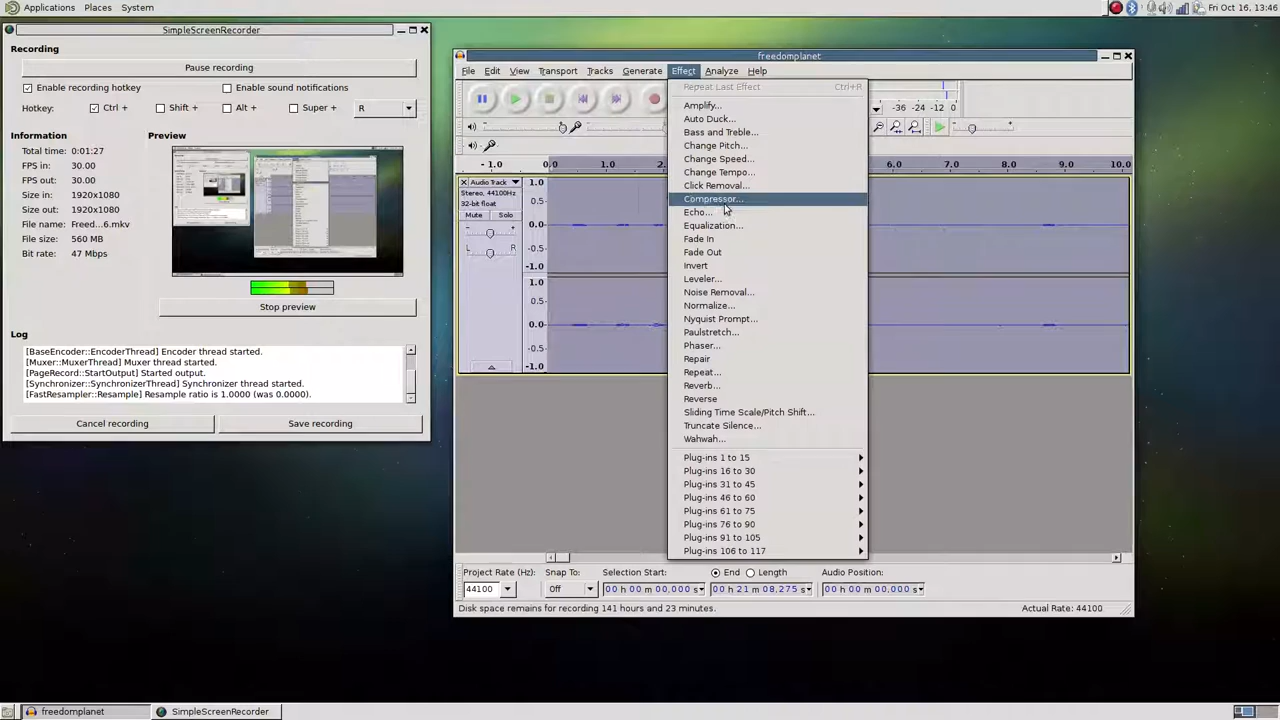 Applications Places System
Fri Oct 16, 13:46
SimpleScreenRecorder
Recording
Pause recording
Enable recording hotkey
Enable sound notifications
Hotkey:
Ctrl +
Shift +
Alt +
Super +
R
Information
Preview
Total time: 0:01:27
FPS in: 30.00
FPS out: 30.00
Size in: 1920x1080
Size out: 1920x1080
File name: Freed...6.mkv
File size: 560 MB
Bit rate: 47 Mbps
Stop preview
Log
[BaseEncoder::EncoderThread] Encoder thread started.
[Muxer::MuxerThread] Muxer thread started.
[PageRecord::StartOutput] Started output.
[Synchronizer::SynchronizerThread] Synchronizer thread started.
[FastResampler::Resample] Resample ratio is 1.0000 (was 0.0000).
Cancel recording
Save recording
freedomplanet
File Edit View Transport Tracks Generate Effect Analyze Help
-36 -24 -12 0
- 1.0 0.0 1.0 7.0 8.0 9.0 10.0
Audio Track
Stereo, 44100Hz
32-bit float
Mute Solo
R
1.0
0.5
0.0
-0.5
-1.0
1.0
0.5
0.0
-0.5
-1.0
Repeat Last Effect Ctrl+R
Amplify...
Auto Duck...
Bass and Treble...
Change Pitch...
Change Speed...
Change Tempo...
Click Removal...
Compressor...
Echo...
Equalization...
Fade In
Fade Out
Invert
Leveler...
Noise Removal...
Normalize...
Nyquist Prompt...
Paulstretch...
Phaser...
Repair
Repeat...
Reverb...
Reverse
Sliding Time Scale/Pitch Shift...
Truncate Silence...
Wahwah...
Plug-ins 1 to 15
Plug-ins 16 to 30
Plug-ins 31 to 45
Plug-ins 46 to 60
Plug-ins 61 to 75
Plug-ins 76 to 90
Plug-ins 91 to 105
Plug-ins 106 to 117
Project Rate (Hz): Snap To: Selection Start: End Length Audio Position:
44100 Off 00 h 00 m 00,000 s 00 h 21 m 08,275 s 00 h 00 m 00,000 s
Disk space remains for recording 141 hours and 23 minutes.
Actual Rate: 44100
freedomplanet
SimpleScreenRecorder